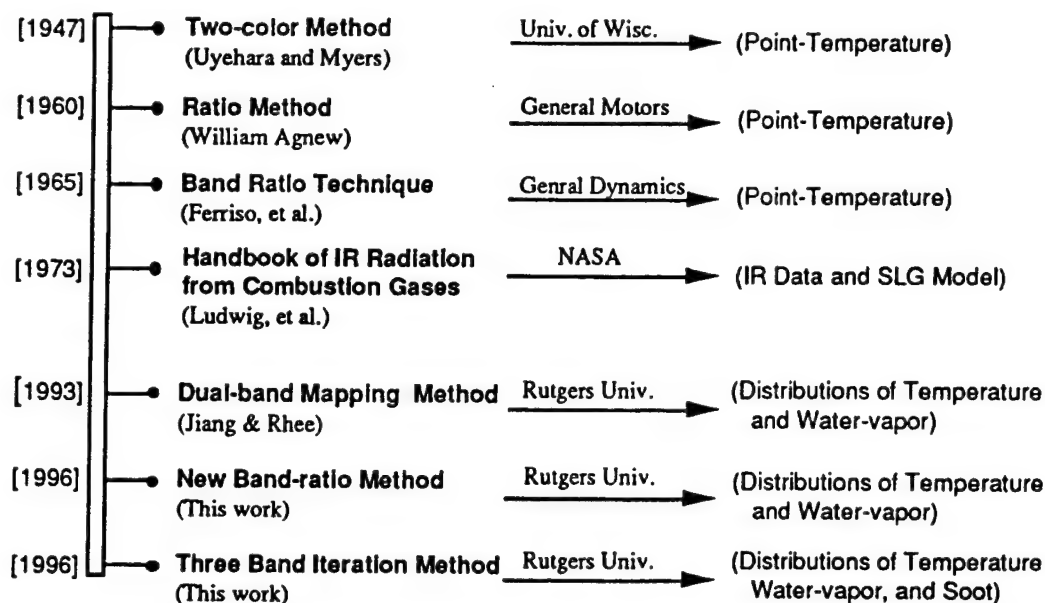 [1947] Two-color Method Univ. of Wisc. (Point-Temperature)
(Uyehara and Myers)
[1960] Ratio Method General Motors (Point-Temperature)
(William Agnew)
[1965] Band Ratio Technique Genral Dynamics (Point-Temperature)
(Ferriso, et al.)
[1973] Handbook of IR Radiation NASA (IR Data and SLG Model)
from Combustion Gases
(Ludwig, et al.)
[1993] Dual-band Mapping Method Rutgers Univ. (Distributions of Temperature
(Jiang & Rhee) and Water-vapor)
[1996] New Band-ratio Method Rutgers Univ. (Distributions of Temperature
(This work) and Water-vapor)
[1996] Three Band Iteration Method Rutgers Univ. (Distributions of Temperature
(This work) Water-vapor, and Soot)